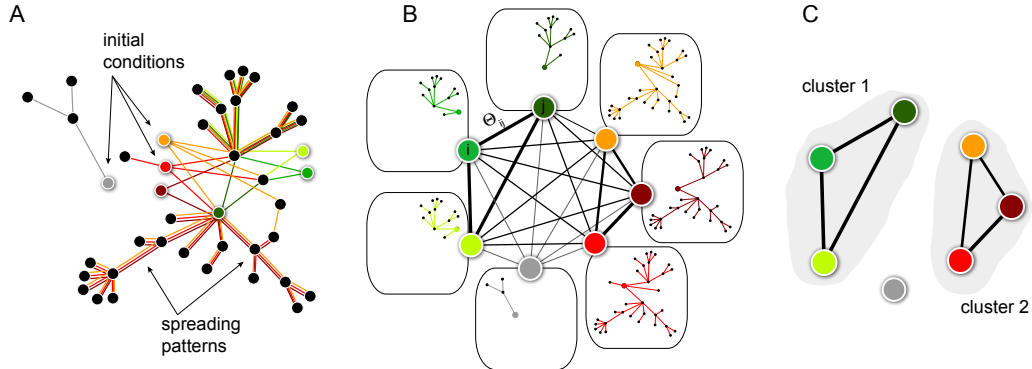 A
initial
conditions
spreading
patterns
B
Θij
i
j
C
cluster 1
cluster 2